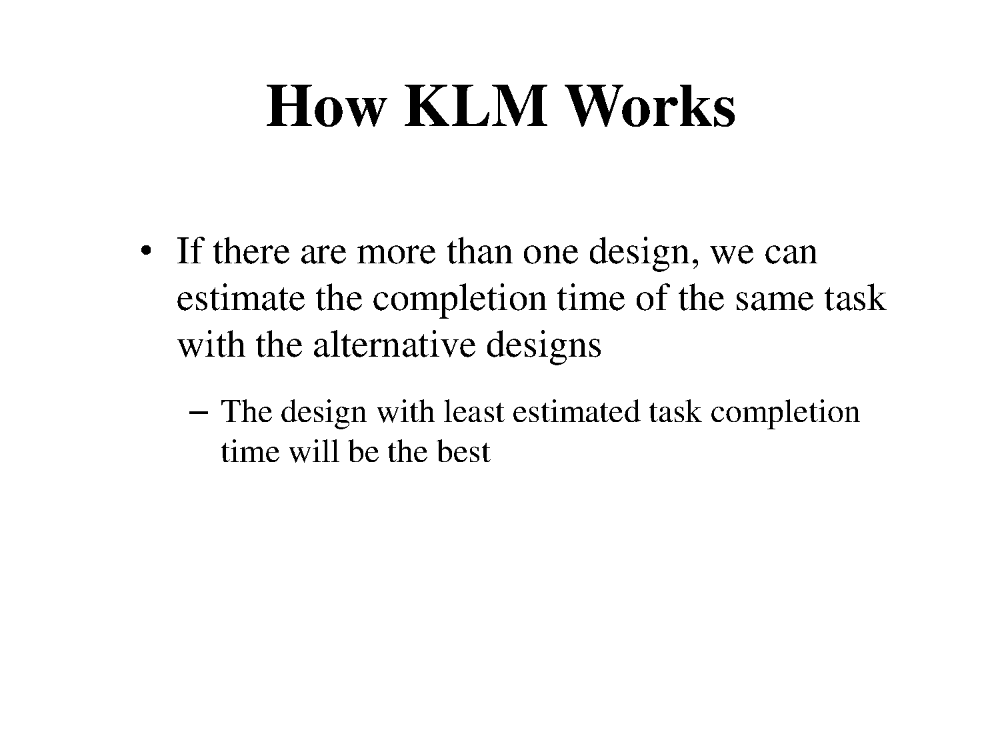 How KLM Works
• If there are more than one design, we can
estimate the completion time of the same task
with the alternative designs
– The design with least estimated task completion
time will be the best